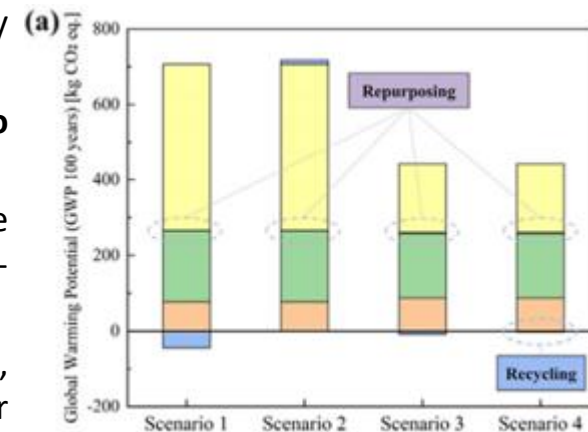 /
b
e
-
,
r
(a)
Global Warming Potential (GWP 100 years) [kg CO₂ eq.]
800
600
400
200
0
-200
Repurposing
Recycling
Scenario 1 Scenario 2 Scenario 3 Scenario 4